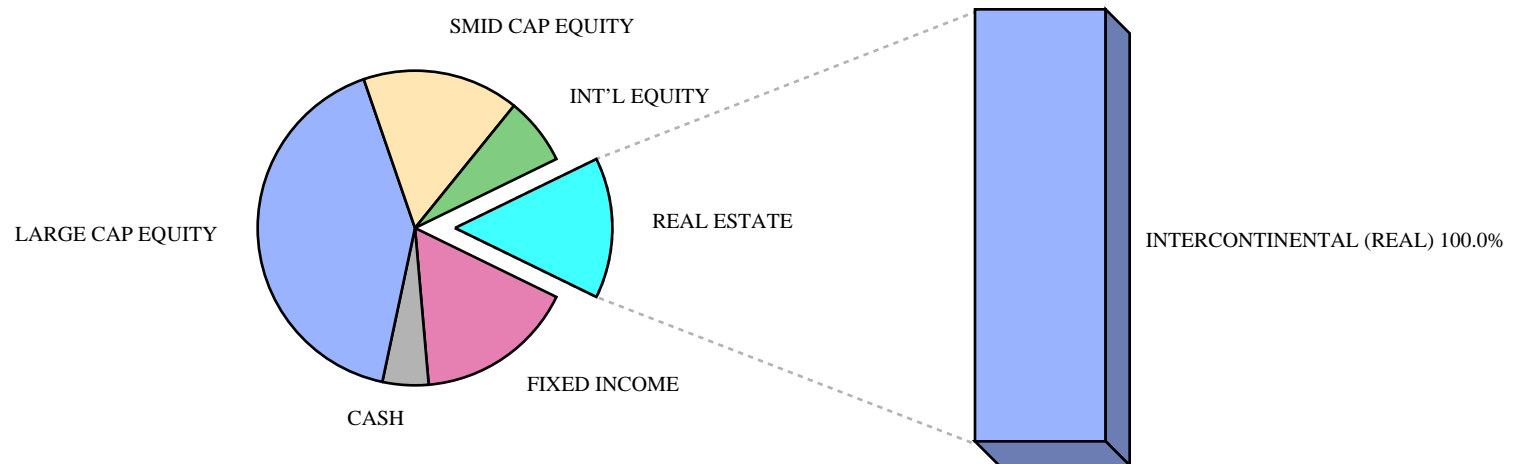 SMID CAP EQUITY
INT'L EQUITY
REAL ESTATE
LARGE CAP EQUITY
INTERCONTINENTAL (REAL) 100.0%
FIXED INCOME
CASH